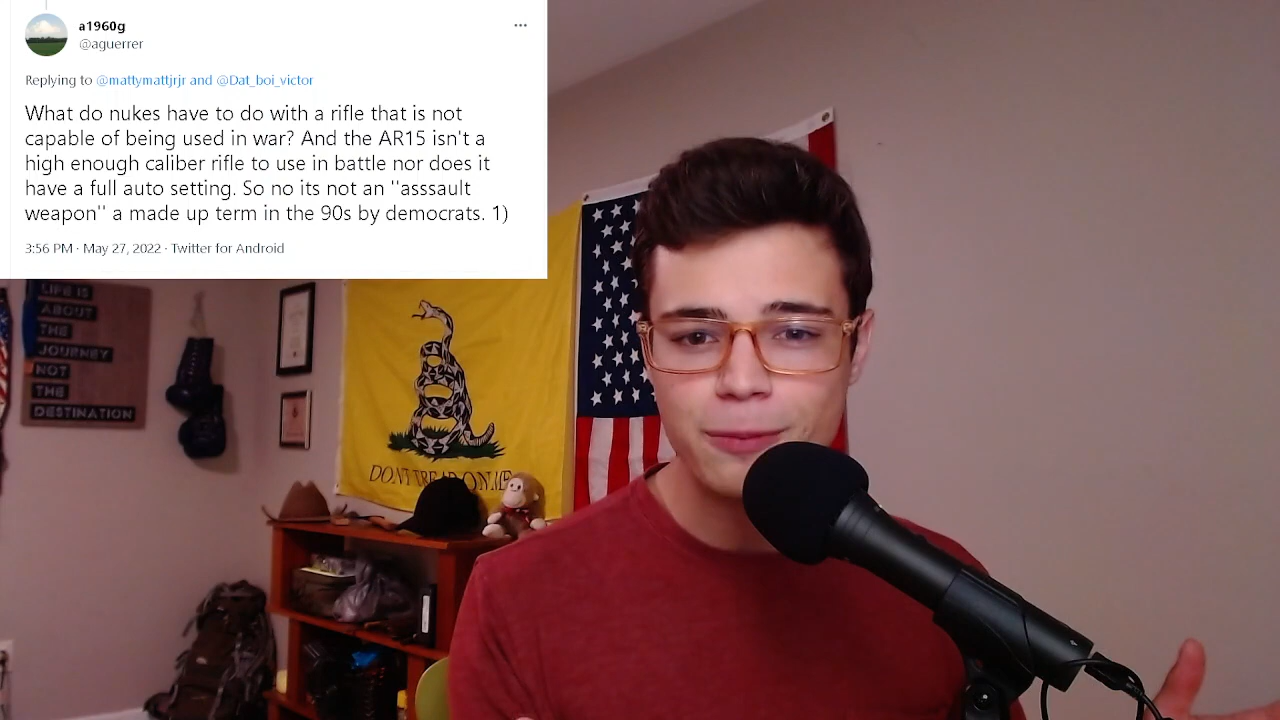 a1960g
@aguerrer
Replying to @mattymattjrjr and @Dat_boi_victor
What do nukes have to do with a rifle that is not
capable of being used in war? And the AR15 isn't a
high enough caliber rifle to use in battle nor does it
have a full auto setting. So no its not an "asssault
weapon" a made up term in the 90s by democrats. 1)
3:56 PM · May 27, 2022 · Twitter for Android
LIFE IS
ABOUT
THE
JOURNEY
NOT
THE
DESTINATION
DON'T TREAD ON ME